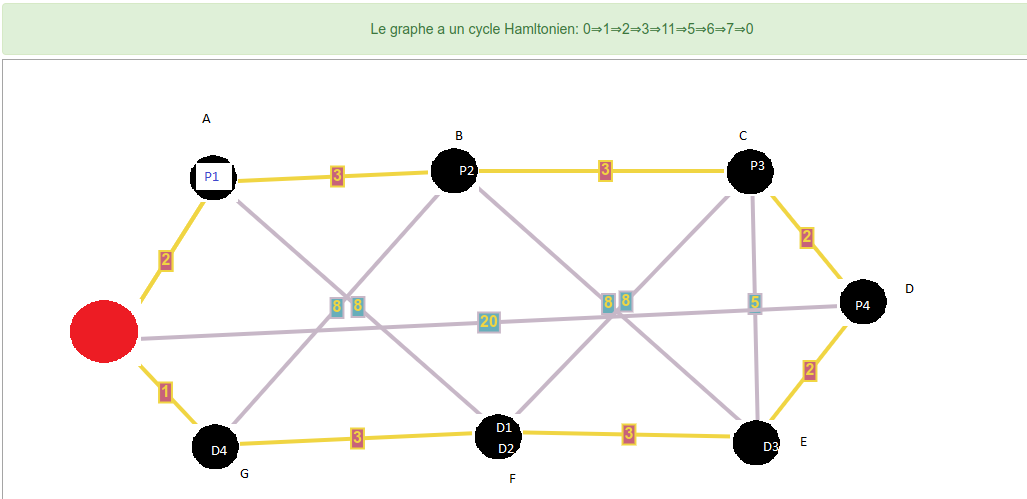 Le graphe a un cycle Hamltonien: 0⇒1⇒2⇒3⇒11⇒5⇒6⇒7⇒0
A
B
C
P1
3
P2
3
P3
2
2
D
8
8
8
8
5
P4
20
1
2
D4
3
D1
D2
3
D3
E
G
F